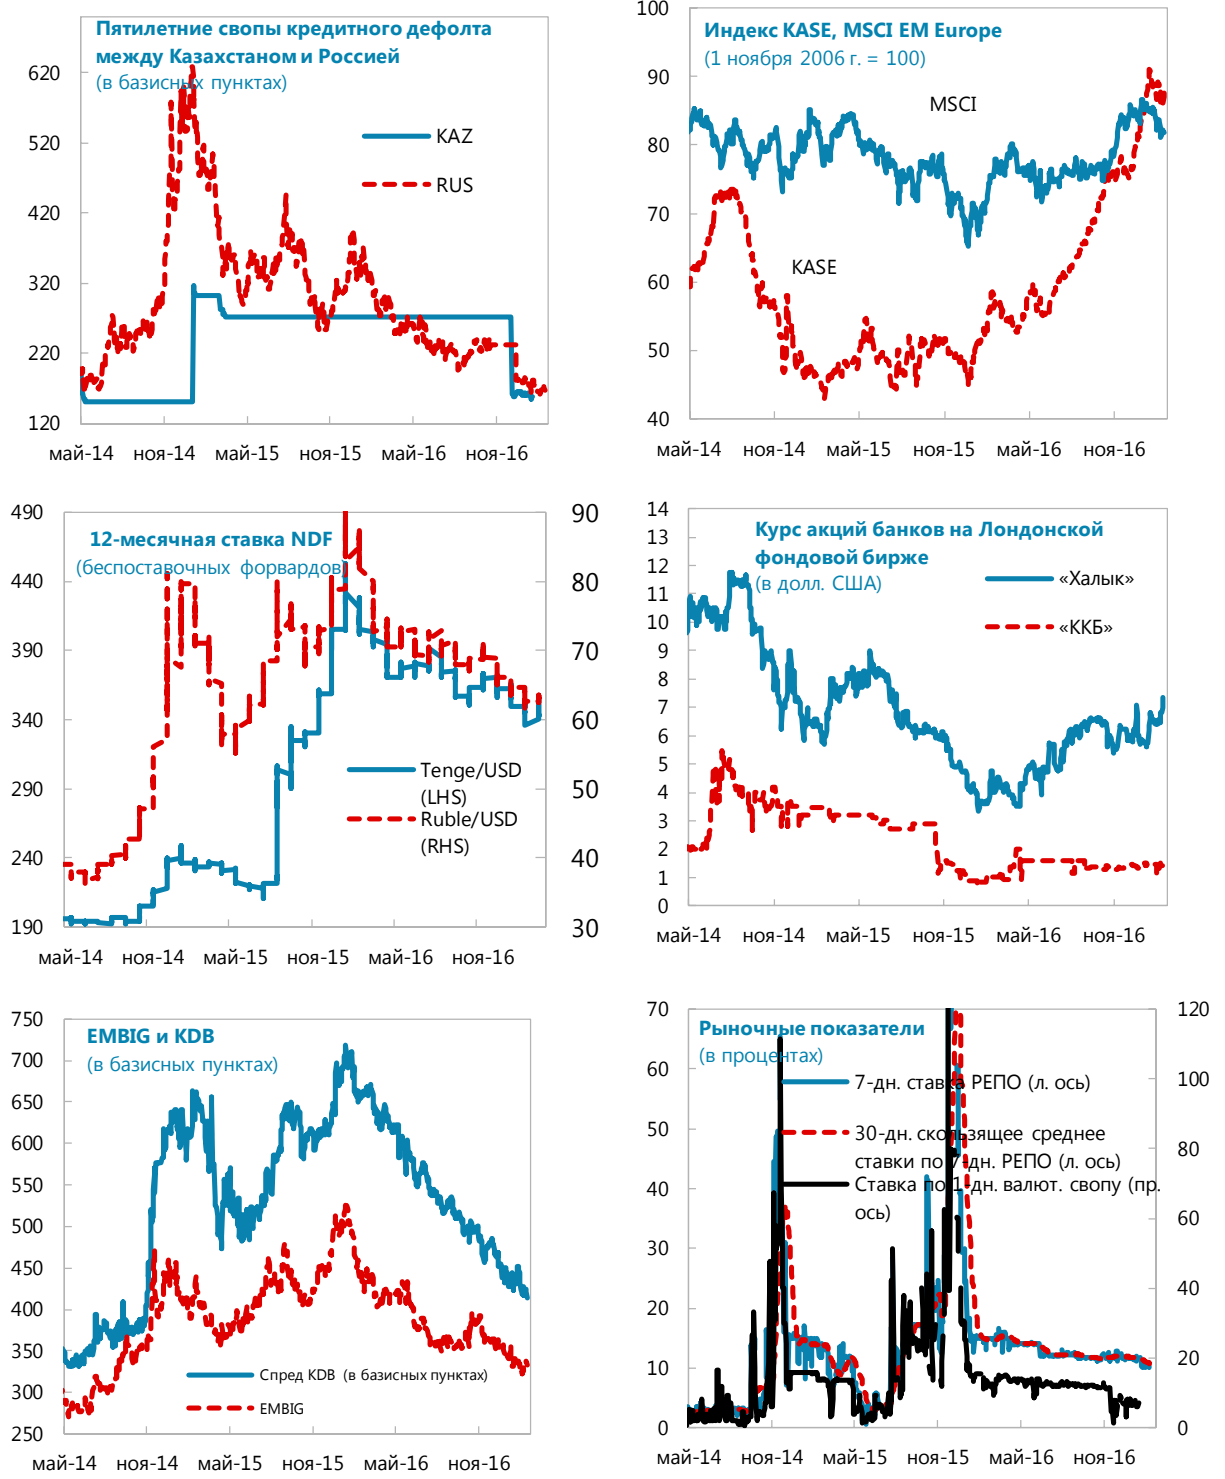 Пятилетние свопы кредитного дефолта
между Казахстаном и Россией
(в базисных пунктах)
620
520
420
320
220
120
KAZ
RUS
май-14 ноя-14 май-15 ноя-15 май-16 ноя-16
Индекс KASE, MSCI EM Europe
(1 ноября 2006 г. = 100)
100
90
80
70
60
50
40
MSCI
KASE
май-14 ноя-14 май-15 ноя-15 май-16 ноя-16
12-месячная ставка NDF
(беспоставочных форвардов)
490
440
390
340
290
240
190
90
80
70
60
50
40
30
Tenge/USD
(LHS)
Ruble/USD
(RHS)
май-14 ноя-14 май-15 ноя-15 май-16 ноя-16
Курс акций банков на Лондонской
фондовой бирже
(в долл. США)
14
13
12
11
10
9
8
7
6
5
4
3
2
1
0
«Халык»
«ККБ»
май-14 ноя-14 май-15 ноя-15 май-16 ноя-16
EMBIG и KDB
(в базисных пунктах)
750
700
650
600
550
500
450
400
350
300
250
Спред KDB (в базисных пунктах)
EMBIG
май-14 ноя-14 май-15 ноя-15 май-16 ноя-16
Рыночные показатели
(в процентах)
70
60
50
40
30
20
10
0
120
100
80
60
40
20
0
7-дн. ставка РЕПО (л. ось)
30-дн. скользящее среднее
ставки по 7-дн. РЕПО (л. ось)
Ставка по 1-дн. валют. свопу (пр.
ось)
май-14 ноя-14 май-15 ноя-15 май-16 ноя-16